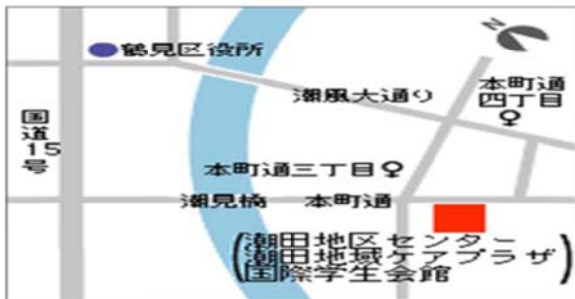 N
鶴見区役所
本町通
四丁目
潮風大通り
国道15号
本町通三丁目
潮見橋
本町通
潮田地区センター
潮田地域ケアプラザ
国際学生会館